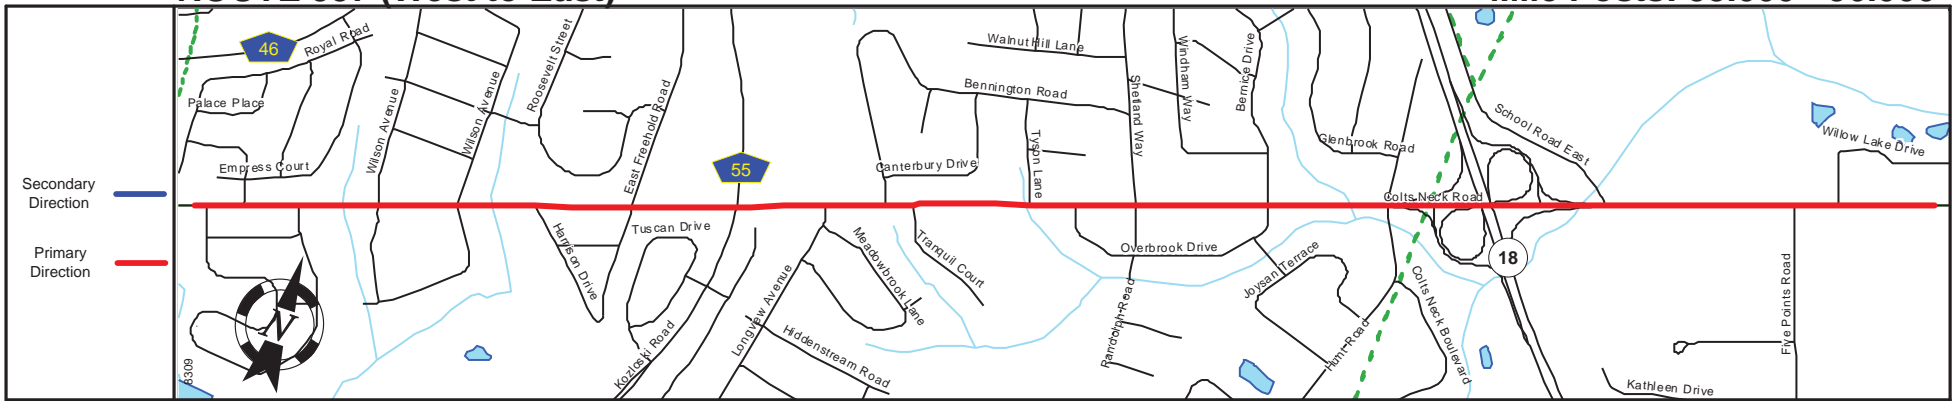 Secondary
Direction
Primary
Direction
46
Royal Road
Palace Place
Empress Court
Wilson Avenue
Wilson Avenue
Roosevelt Street
East Freehold Road
55
Walnut Hill Lane
Bennington Road
Canterbury Drive
Tyson Lane
Shetland Way
Windham Way
Bernice Drive
Glenbrook Road
Colts Neck Road
School Road East
Willow Lake Drive
Harrison Drive
Tuscan Drive
Kozloski Road
Longview Avenue
Meadowbrook Lane
Tranquil Court
Hiddenstream Road
Overbrook Drive
Randolph Road
Joysan Terrace
Hunt Road
Colts Neck Boulevard
18
Five Points Road
Kathleen Drive
N
8309